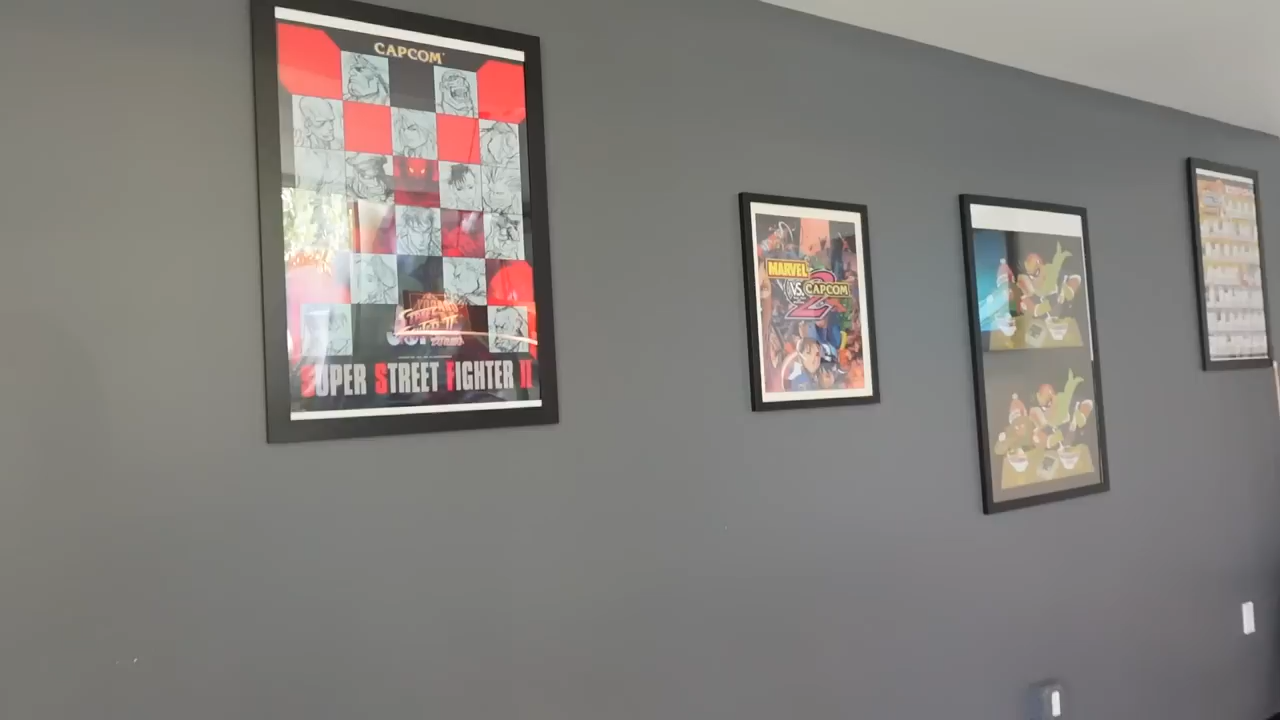 CAPCOM
SUPER STREET FIGHTER II
MARVEL
VS. CAPCOM
2